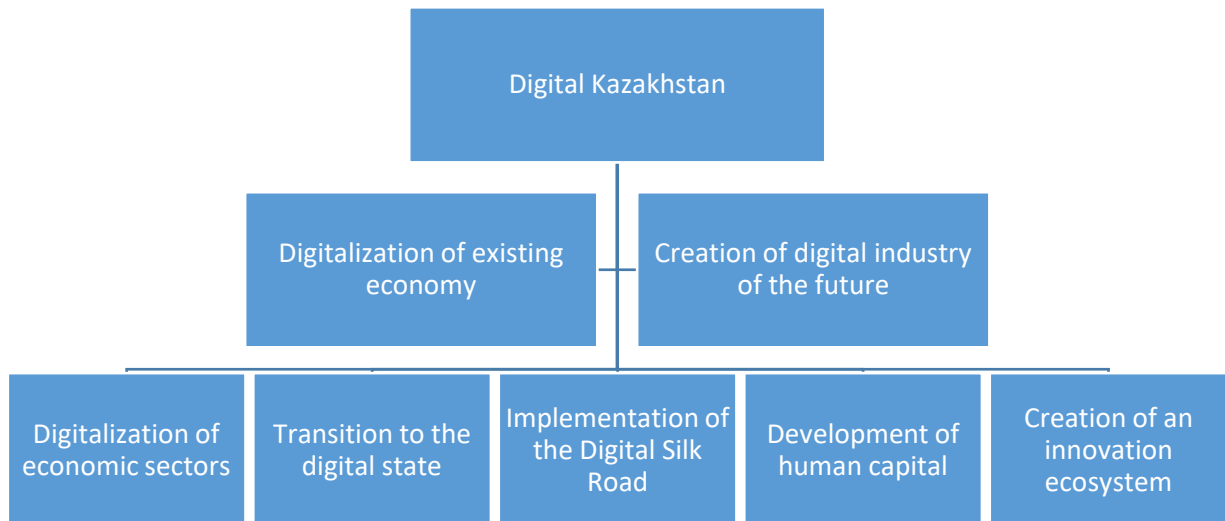 Digital Kazakhstan
Digitalization of existing
economy
Creation of digital industry
of the future
Digitalization of
economic sectors
Transition to the
digital state
Implementation of
the Digital Silk
Road
Development of
human capital
Creation of an
innovation
ecosystem